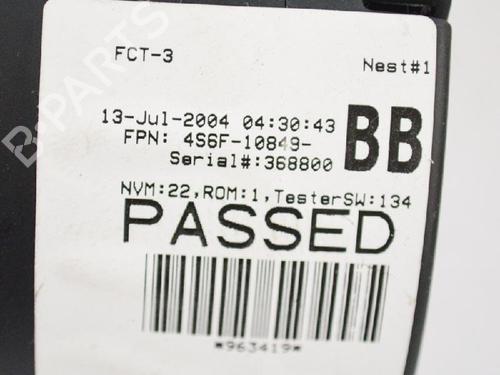 FCT-3 Nest#1
13-Jul-2004 04:30:43
FPN: 4S6F-10849- BB
Serial#:368800
NVM:22,ROM:1,TesterSW:134
PASSED
*963419*
B-PARTS